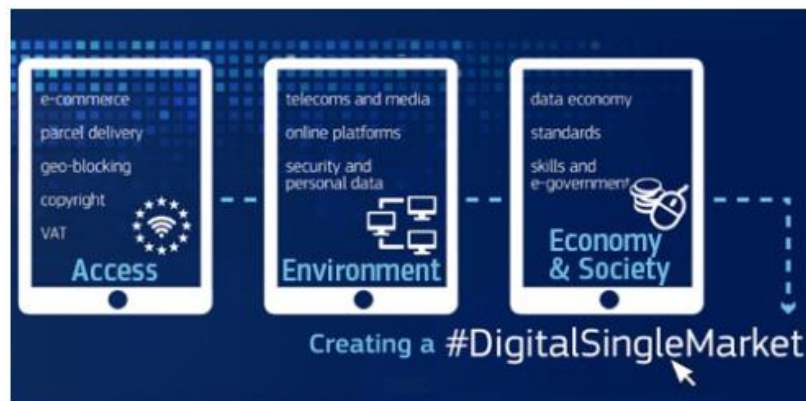 e-commerce
parcel delivery
geo-blocking
copyright
VAT
Access
telecoms and media
online platforms
security and
personal data
Environment
data economy
standards
skills and
e-government
Economy
& Society
Creating a #DigitalSingleMarket